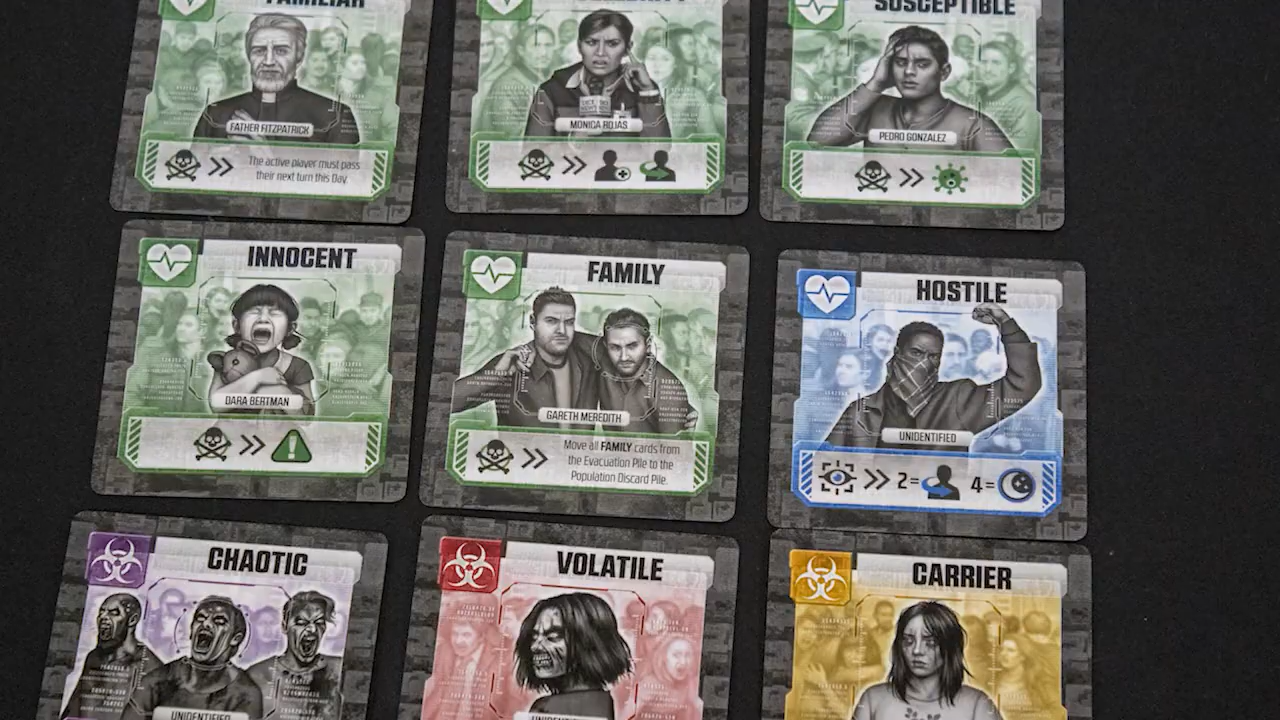 FAMILIAR
SUSCEPTIBLE
FATHER FITZPATRICK
MONICA ROJAS
PEDRO GONZALEZ
The active player must pass
their next turn this Day.
INNOCENT
FAMILY
HOSTILE
DARA BERTMAN
GARETH MEREDITH
UNIDENTIFIED
Move all FAMILY cards from
the Evacuation Pile to the
Population Discard Pile.
2=
4=
CHAOTIC
VOLATILE
CARRIER
UNIDENTIFIED